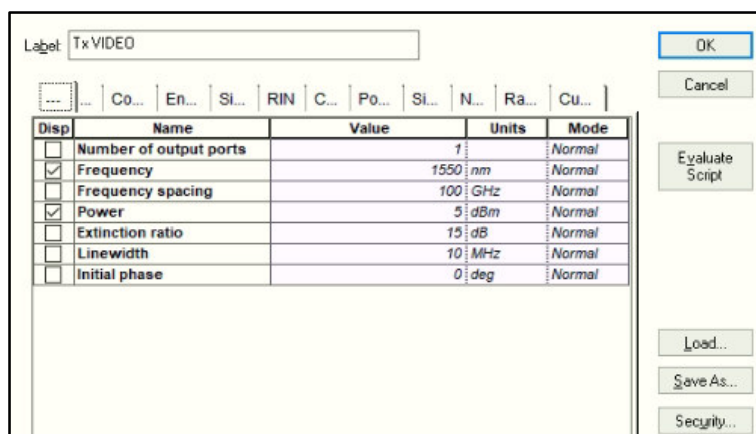 Label: Tx VIDEO
OK
Cancel
Evaluate Script
--- ... Co... En... Si... RIN C... Po... Si... N... Ra... Cu...
Disp Name Value Units Mode
Number of output ports 1 Normal
Frequency 1550 nm Normal
Frequency spacing 100 GHz Normal
Power 5 dBm Normal
Extinction ratio 15 dB Normal
Linewidth 10 MHz Normal
Initial phase 0 deg Normal
Load...
Save As...
Security...